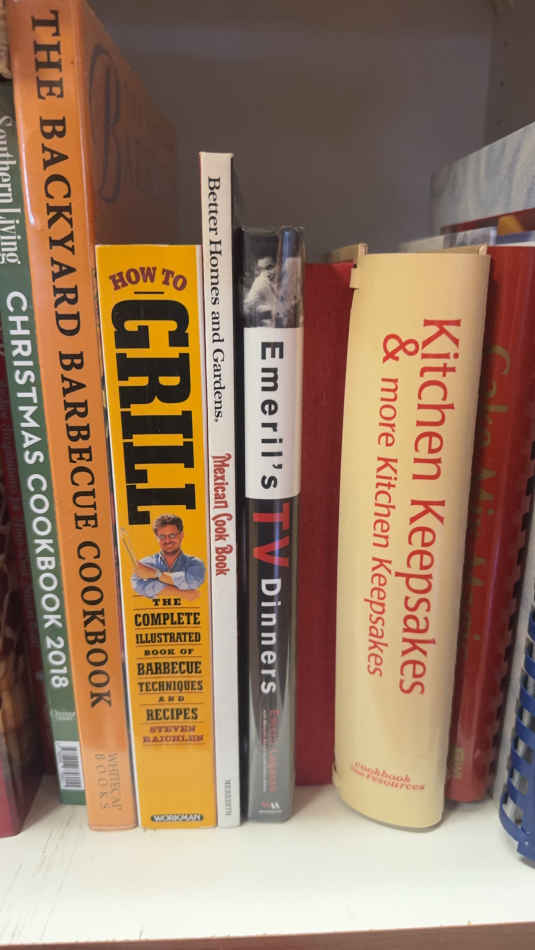 Southern Living
CHRISTMAS COOKBOOK 2018
THE BACKYARD BARBECUE COOKBOOK
WHITECAP
BOOKS
HOW TO
GRILL
THE
COMPLETE
ILLUSTRATED
BOOK OF
BARBECUE
TECHNIQUES
AND
RECIPES
STEVEN
RAICHLEN
WORKMAN
Better Homes and Gardens®
Mexican Cook Book
MEREDITH
Emeril's
TV Dinners
Kitchen Keepsakes
& more Kitchen Keepsakes
cookbook
resources